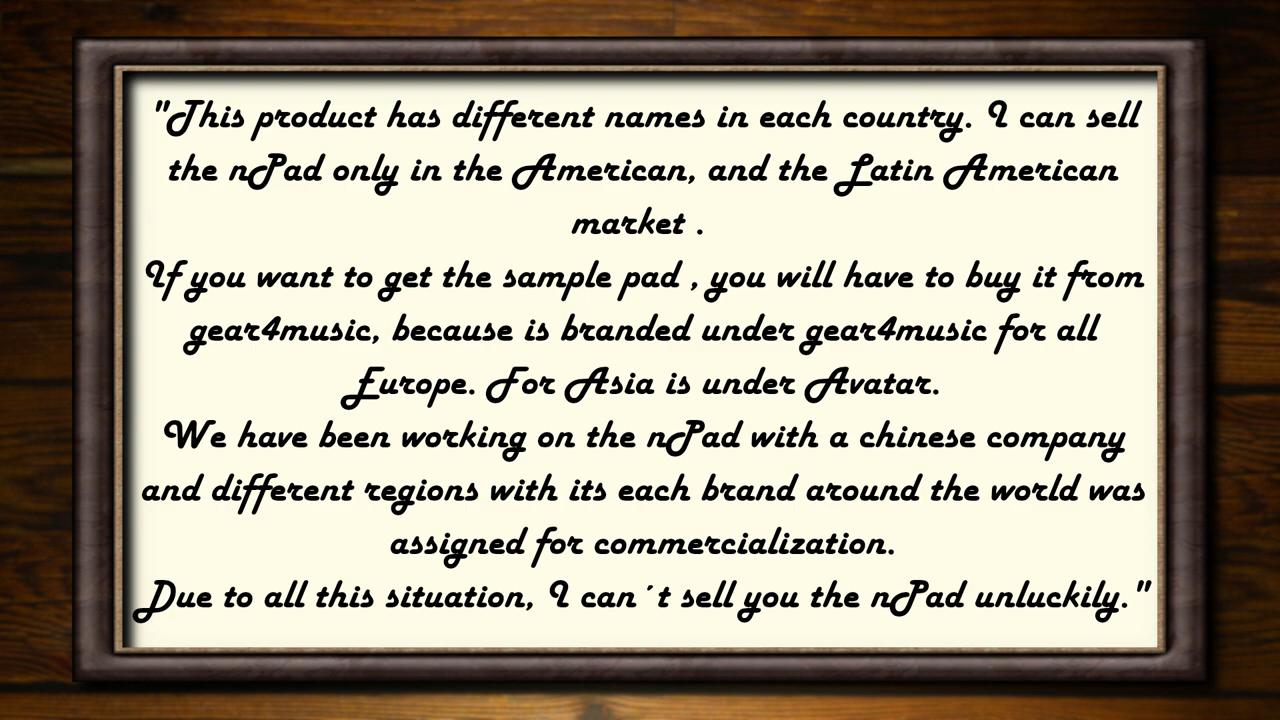 "This product has different names in each country. I can sell
the nPad only in the American, and the Latin American
market .
If you want to get the sample pad , you will have to buy it from
gear4music, because is branded under gear4music for all
Europe. For Asia is under Avatar.
We have been working on the nPad with a chinese company
and different regions with its each brand around the world was
assigned for commercialization.
Due to all this situation, I can´t sell you the nPad unluckily."